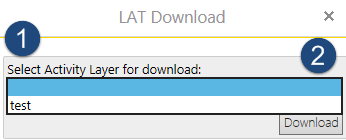 LAT Download ×
1
2
Select Activity Layer for download:
test
Download